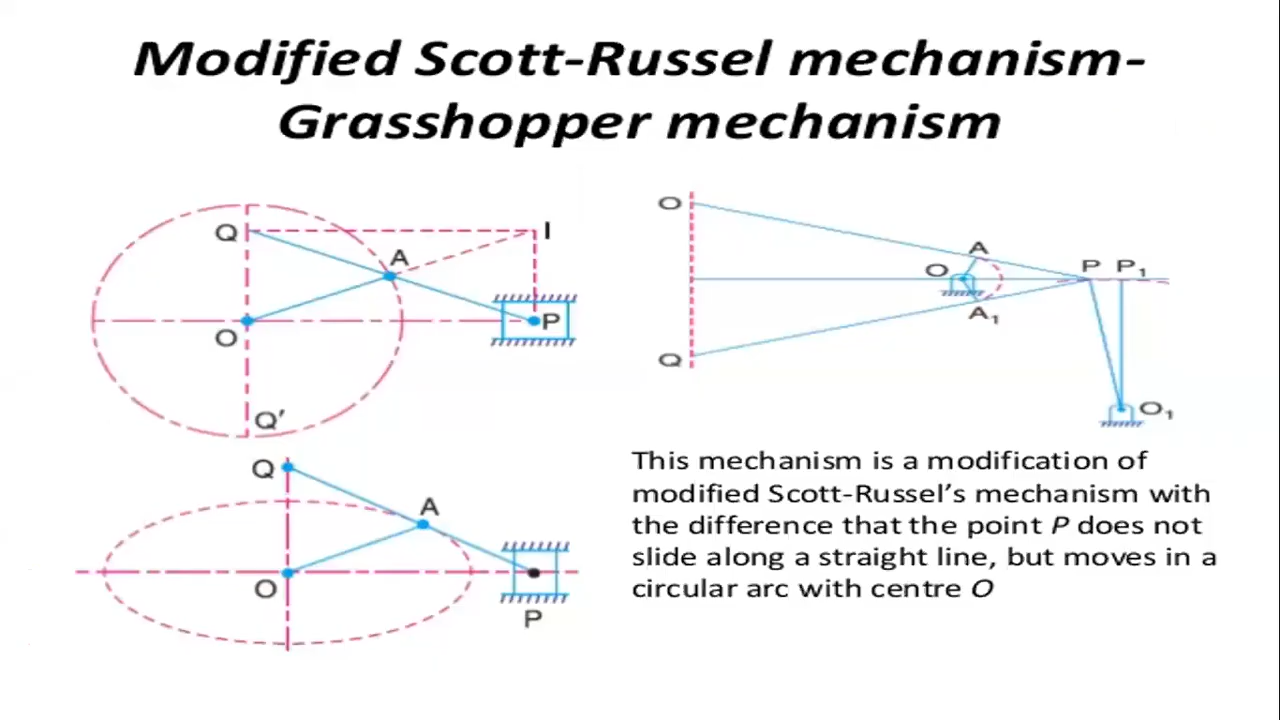 Modified Scott-Russel mechanism-
Grasshopper mechanism
Q
I
A
P
O
Q'
Q
A
O
P
O
A
O
P P₁
A₁
Q
O₁
This mechanism is a modification of
modified Scott-Russel's mechanism with
the difference that the point P does not
slide along a straight line, but moves in a
circular arc with centre O